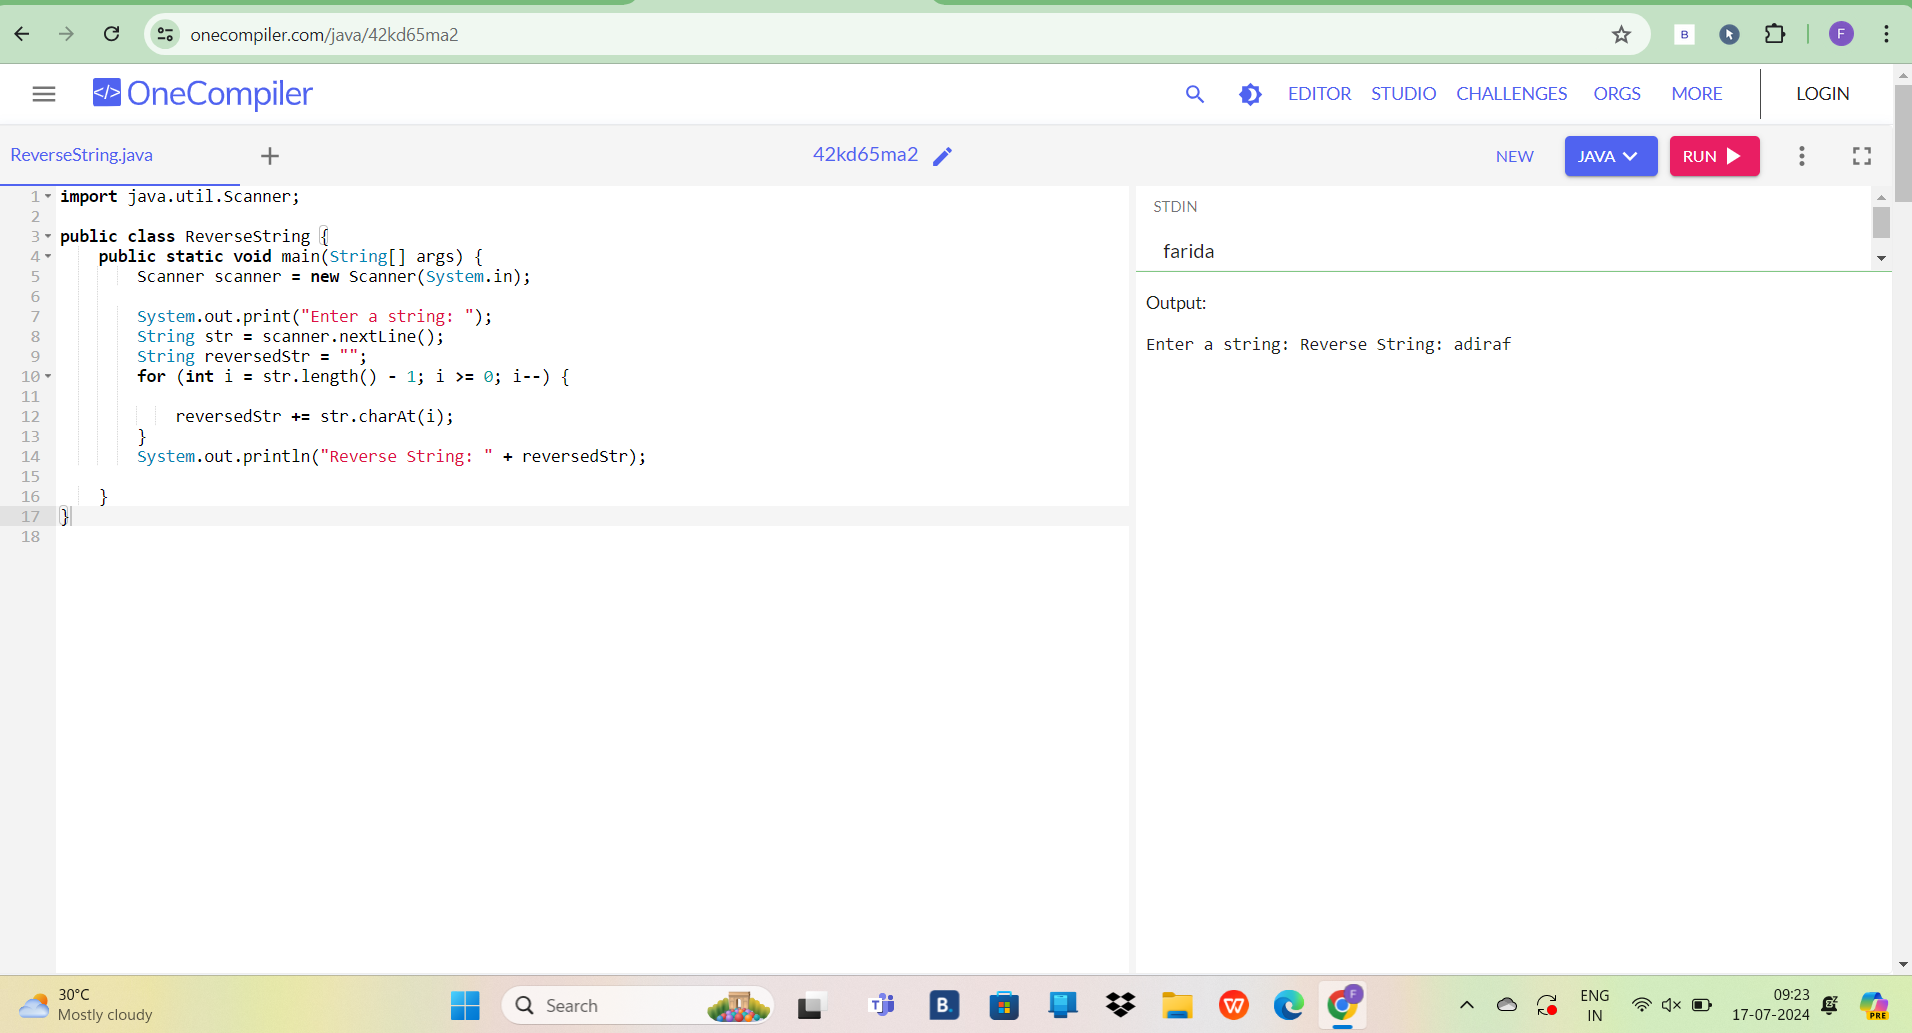 onecompiler.com/java/42kd65ma2
B
F
</> OneCompiler
EDITOR STUDIO CHALLENGES ORGS MORE LOGIN
ReverseString.java
42kd65ma2
NEW JAVA RUN
1 import java.util.Scanner;
2
3 public class ReverseString {
4 public static void main(String[] args) {
5 Scanner scanner = new Scanner(System.in);
6
7 System.out.print("Enter a string: ");
8 String str = scanner.nextLine();
9 String reversedStr = "";
10 for (int i = str.length() - 1; i >= 0; i--) {
11
12 reversedStr += str.charAt(i);
13 }
14 System.out.println("Reverse String: " + reversedStr);
15
16 }
17 }
18
STDIN
farida
Output:
Enter a string: Reverse String: adiraf
30°C
Mostly cloudy
Search
B.
W
F
ENG
IN
09:23
17-07-2024
PRE